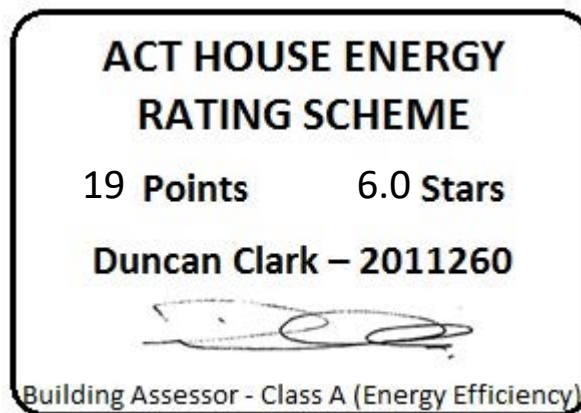 ACT HOUSE ENERGY
RATING SCHEME
19 Points 6.0 Stars
Duncan Clark – 2011260
Building Assessor - Class A (Energy Efficiency)